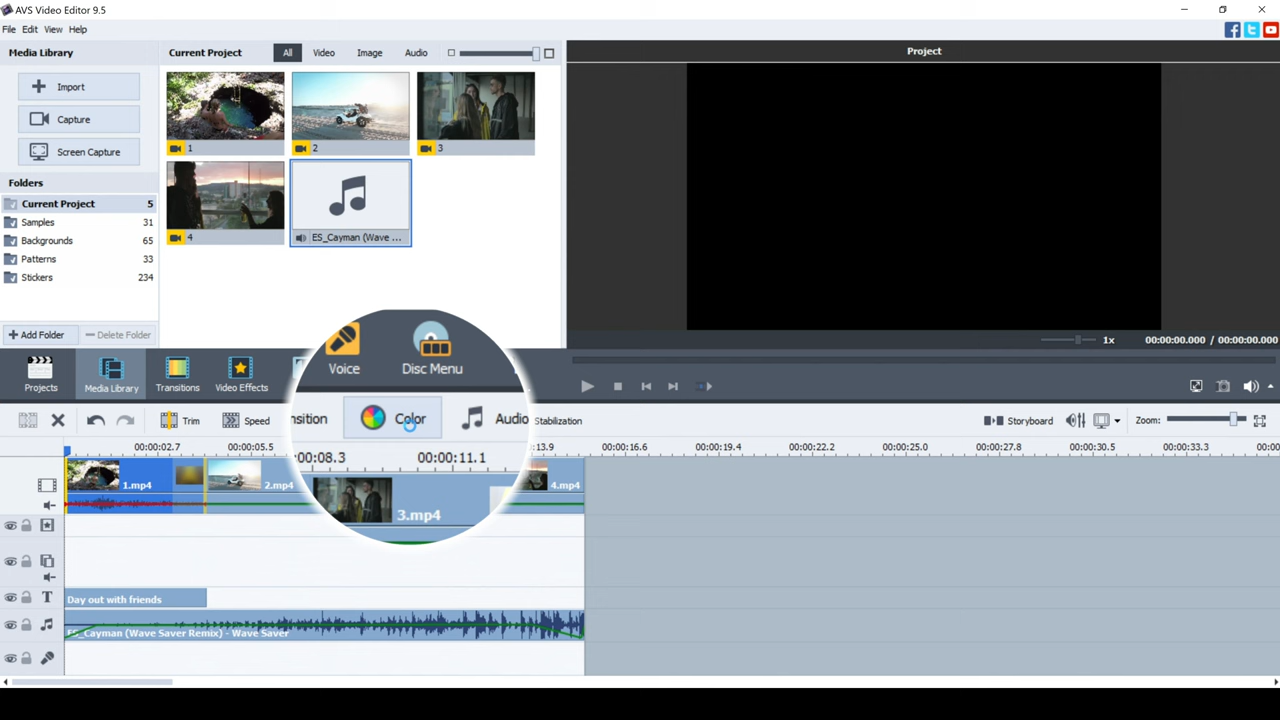 AVS Video Editor 9.5
File Edit View Help
Media Library
Current Project
All
Video
Image
Audio
Project
Import
Capture
Screen Capture
1
2
3
4
ES_Cayman (Wave ...
Folders
Current Project 5
Samples 31
Backgrounds 65
Patterns 33
Stickers 234
Add Folder
Delete Folder
1x
00:00:00.000 / 00:00:00.000
Projects
Media Library
Transitions
Video Effects
Voice
Disc Menu
Trim
Speed
nsition
Color
Audio
Stabilization
Storyboard
Zoom:
00:00:02.7
00:00:05.5
:00:08.3
00:00:11.1
:13.9
00:00:16.6
00:00:19.4
00:00:22.2
00:00:25.0
00:00:27.8
00:00:30.5
00:00:33.3
00:00
1.mp4
2.mp4
3.mp4
4.mp4
T
Day out with friends
ES_Cayman (Wave Saver Remix) - Wave Saver